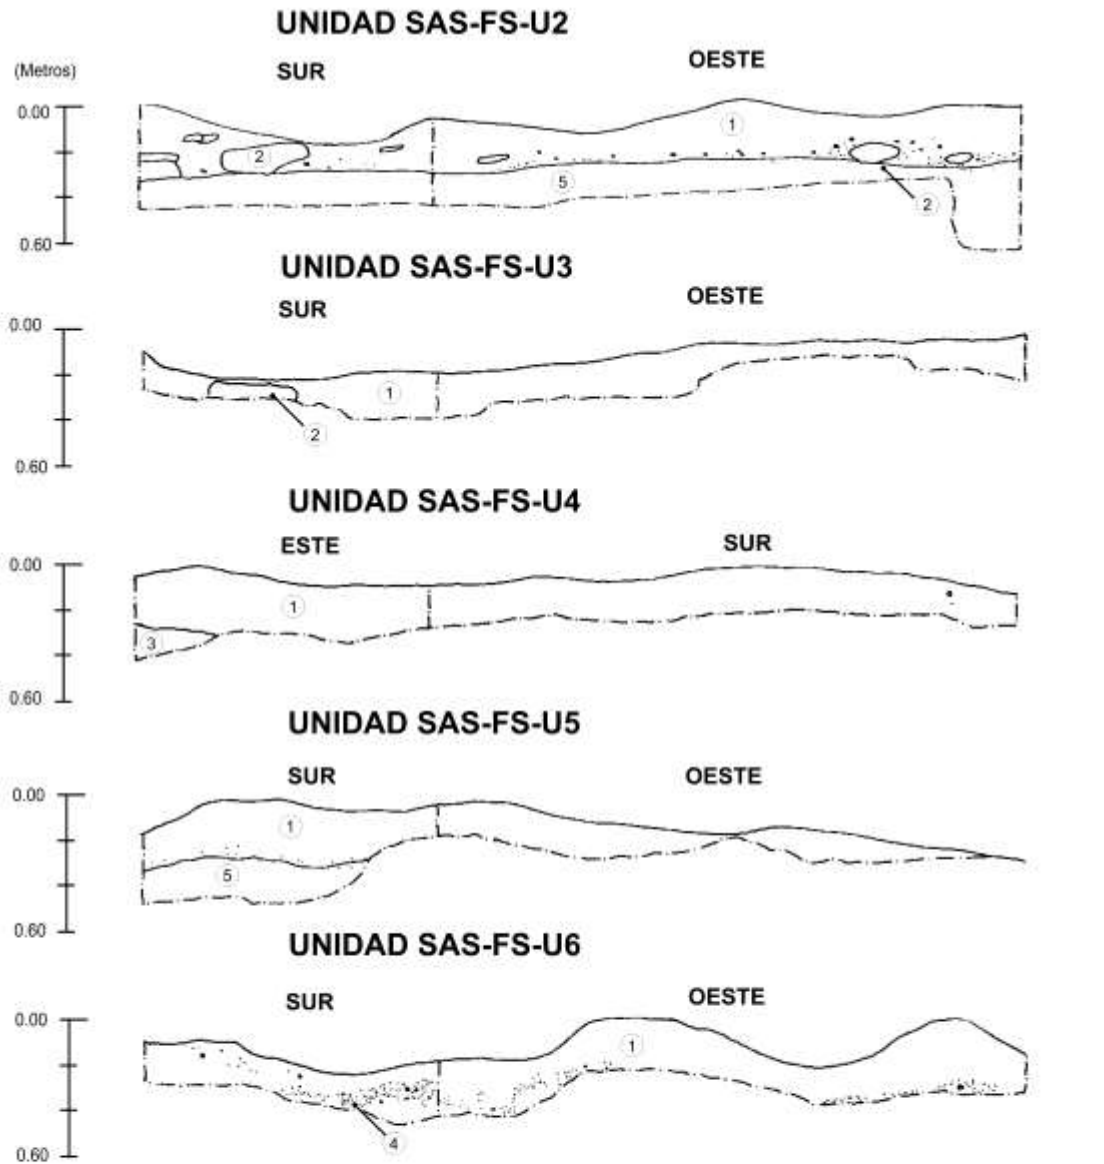 UNIDAD SAS-FS-U2
(Metros)
SUR
OESTE
0.00
1
2
5
2
0.60
UNIDAD SAS-FS-U3
SUR
OESTE
0.00
1
2
0.60
UNIDAD SAS-FS-U4
ESTE
SUR
0.00
1
3
0.60
UNIDAD SAS-FS-U5
SUR
OESTE
0.00
1
5
0.60
UNIDAD SAS-FS-U6
SUR
OESTE
0.00
1
4
0.60